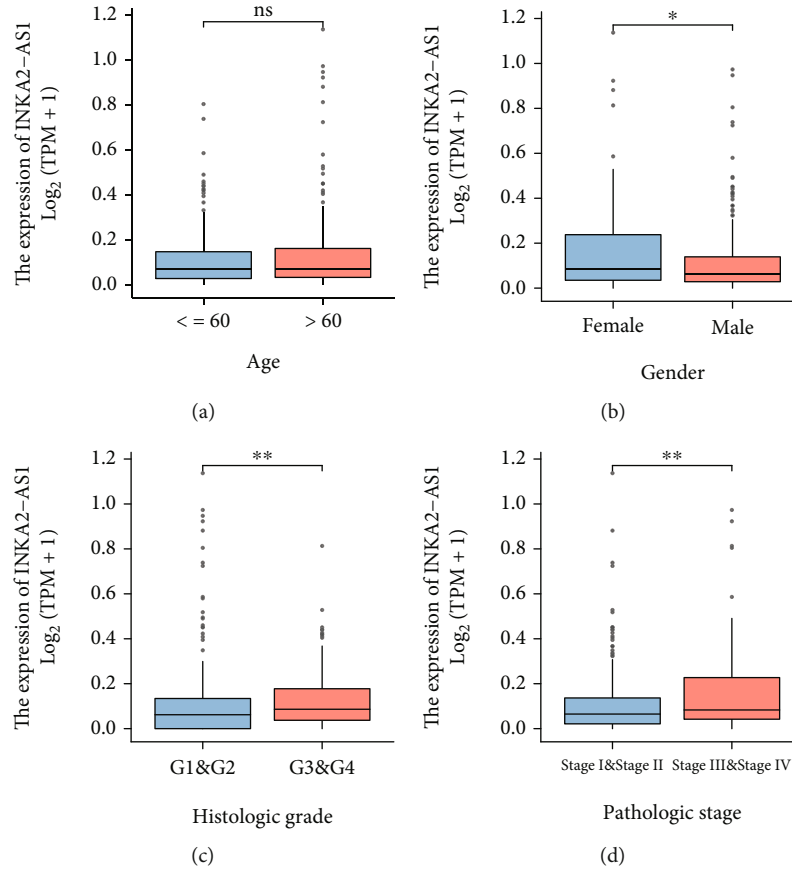 The expression of INKA2–AS1
Log₂ (TPM + 1)
1.2
1.0
0.8
0.6
0.4
0.2
0.0
ns
< = 60
> 60
Age
(a)
The expression of INKA2–AS1
Log₂ (TPM + 1)
1.2
1.0
0.8
0.6
0.4
0.2
0.0
*
Female
Male
Gender
(b)
The expression of INKA2–AS1
Log₂ (TPM + 1)
1.2
1.0
0.8
0.6
0.4
0.2
0.0
**
G1&G2
G3&G4
Histologic grade
(c)
The expression of INKA2–AS1
Log₂ (TPM + 1)
1.2
1.0
0.8
0.6
0.4
0.2
0.0
**
Stage I&Stage II
Stage III&Stage IV
Pathologic stage
(d)